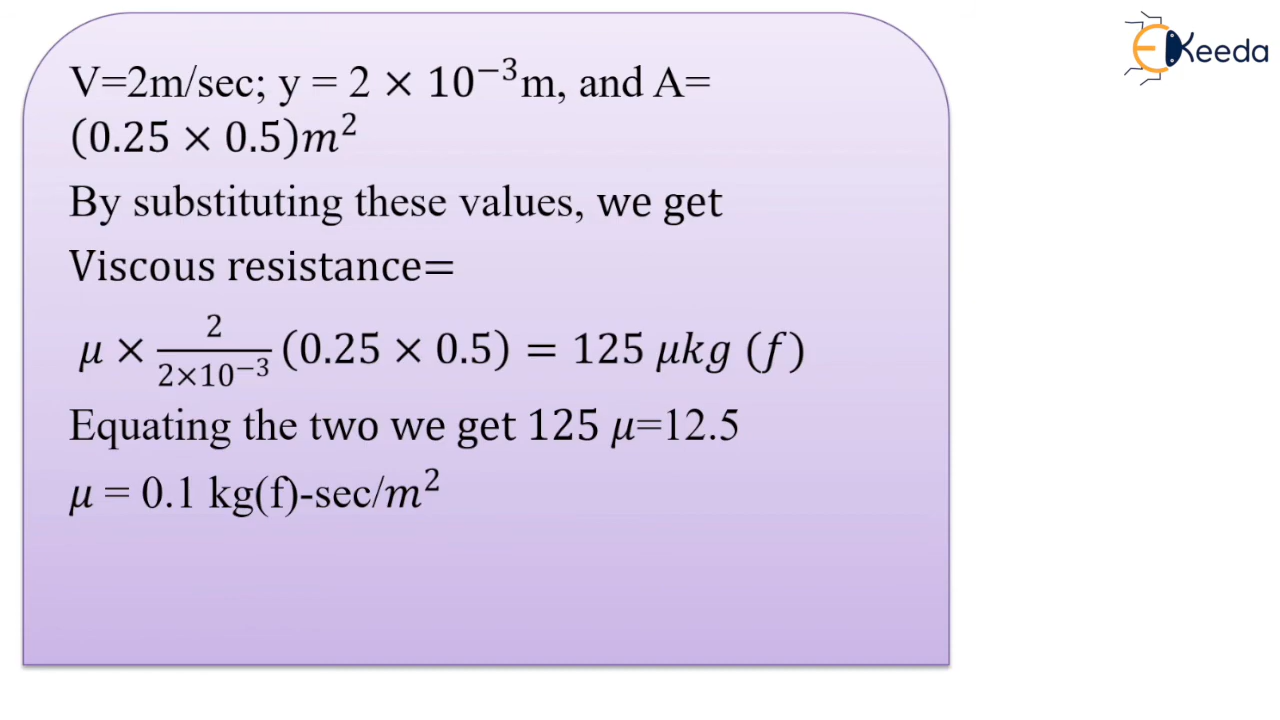 V=2m/sec; y = 2 × 10⁻³m, and A=
(0.25 × 0.5)m²
By substituting these values, we get
Viscous resistance=
μ × 2/(2×10⁻³) (0.25 × 0.5) = 125 μkg (f)
Equating the two we get 125 μ=12.5
μ = 0.1 kg(f)-sec/m²
EKeeda